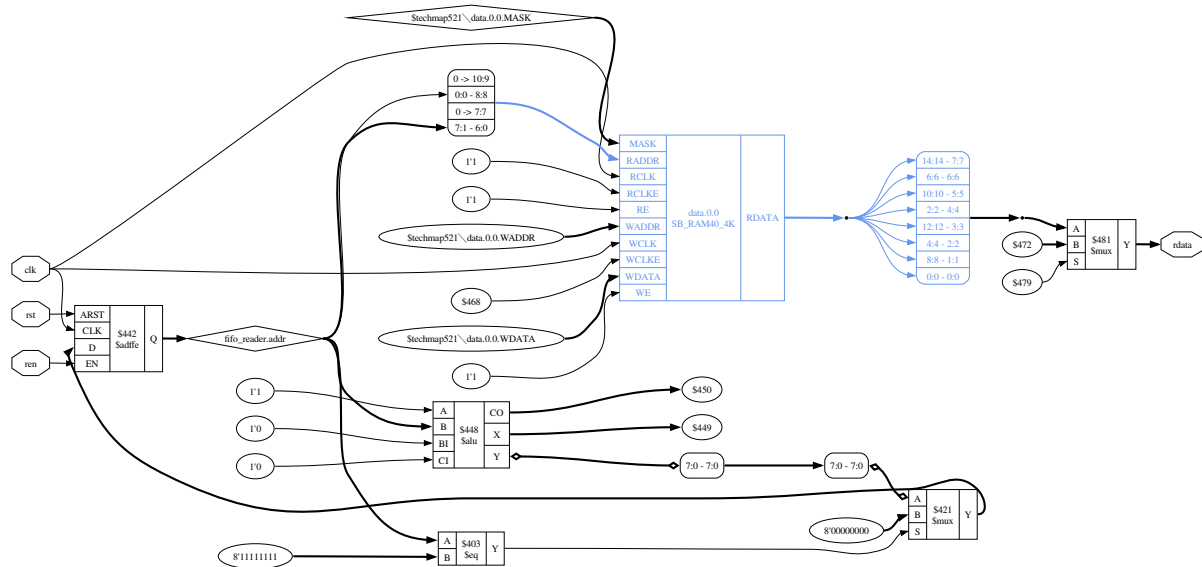 $techmap521\data.0.0.MASK
0 -> 10:9
0:0 - 8:8
0 -> 7:7
7:1 - 6:0
1'1
1'1
$techmap521\data.0.0.WADDR
$468
$techmap521\data.0.0.WDATA
1'1
MASK
RADDR
RCLK
RCLKE
RE
WADDR
WCLK
WCLKE
WDATA
WE
data.0.0
SB_RAM40_4K
RDATA
14:14 - 7:7
6:6 - 6:6
10:10 - 5:5
2:2 - 4:4
12:12 - 3:3
4:4 - 2:2
8:8 - 1:1
0:0 - 0:0
$472
$479
A
B
S
$481
$mux
Y
rdata
clk
rst
ren
ARST
CLK
D
EN
$442
$adffe
Q
fifo_reader.addr
1'1
1'0
1'0
A
B
BI
CI
$448
$alu
CO
X
Y
$450
$449
7:0 - 7:0
7:0 - 7:0
8'00000000
A
B
S
$421
$mux
Y
8'11111111
A
B
$403
$eq
Y